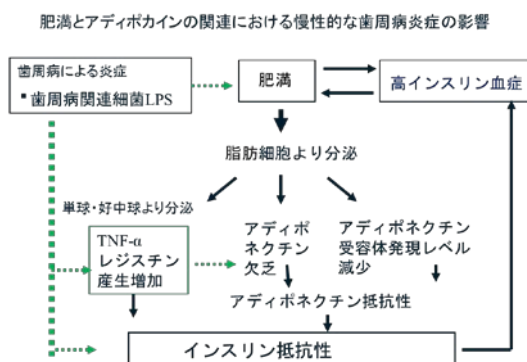 肥満とアディポカインの関連における慢性的な歯周病炎症の影響
歯周病による炎症
▪歯周病関連細菌LPS
肥満
高インスリン血症
脂肪細胞より分泌
単球・好中球より分泌
TNF-α
レジスチン
産生増加
アディポ
ネクチン
欠乏
アディポネクチン
受容体発現レベル
減少
アディポネクチン抵抗性
インスリン抵抗性